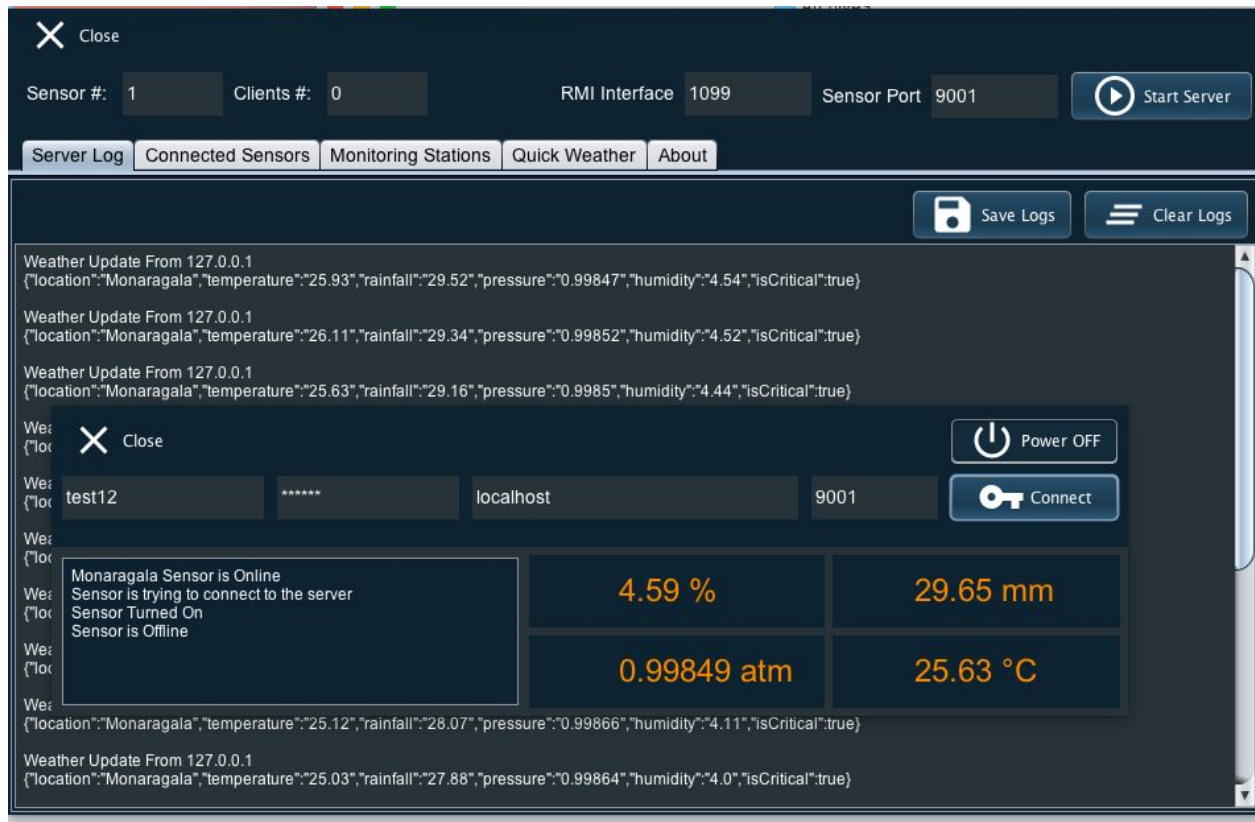 Close
Sensor #: 1 Clients #: 0 RMI Interface 1099 Sensor Port 9001 Start Server
Server Log Connected Sensors Monitoring Stations Quick Weather About
Save Logs Clear Logs
Weather Update From 127.0.0.1
{"location":"Monaragala","temperature":"25.93","rainfall":"29.52","pressure":"0.99847","humidity":"4.54","isCritical":true}
Weather Update From 127.0.0.1
{"location":"Monaragala","temperature":"26.11","rainfall":"29.34","pressure":"0.99852","humidity":"4.52","isCritical":true}
Weather Update From 127.0.0.1
{"location":"Monaragala","temperature":"25.63","rainfall":"29.16","pressure":"0.9985","humidity":"4.44","isCritical":true}
Close Power OFF
test12 ****** localhost 9001 Connect
Monaragala Sensor is Online
Sensor is trying to connect to the server
Sensor Turned On
Sensor is Offline
4.59 % 29.65 mm
0.99849 atm 25.63 °C
{"location":"Monaragala","temperature":"25.12","rainfall":"28.07","pressure":"0.99866","humidity":"4.11","isCritical":true}
Weather Update From 127.0.0.1
{"location":"Monaragala","temperature":"25.03","rainfall":"27.88","pressure":"0.99864","humidity":"4.0","isCritical":true}